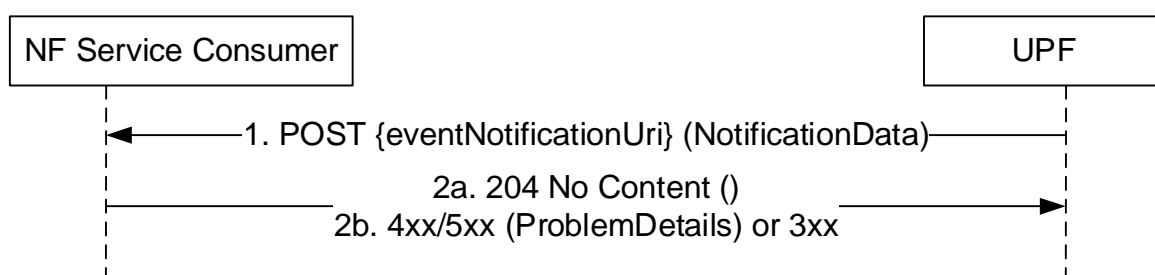 NF Service Consumer
UPF
1. POST {eventNotificationUri} (NotificationData)
2a. 204 No Content ()
2b. 4xx/5xx (ProblemDetails) or 3xx